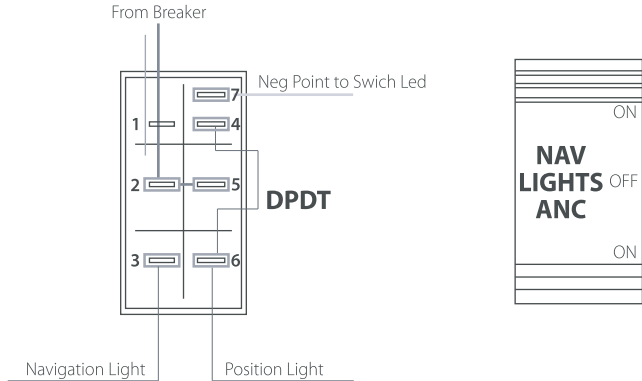 From Breaker
7 Neg Point to Swich Led
1 4
2 5
DPDT
3 6
Navigation Light
Position Light
ON
NAV
LIGHTS OFF
ANC
ON